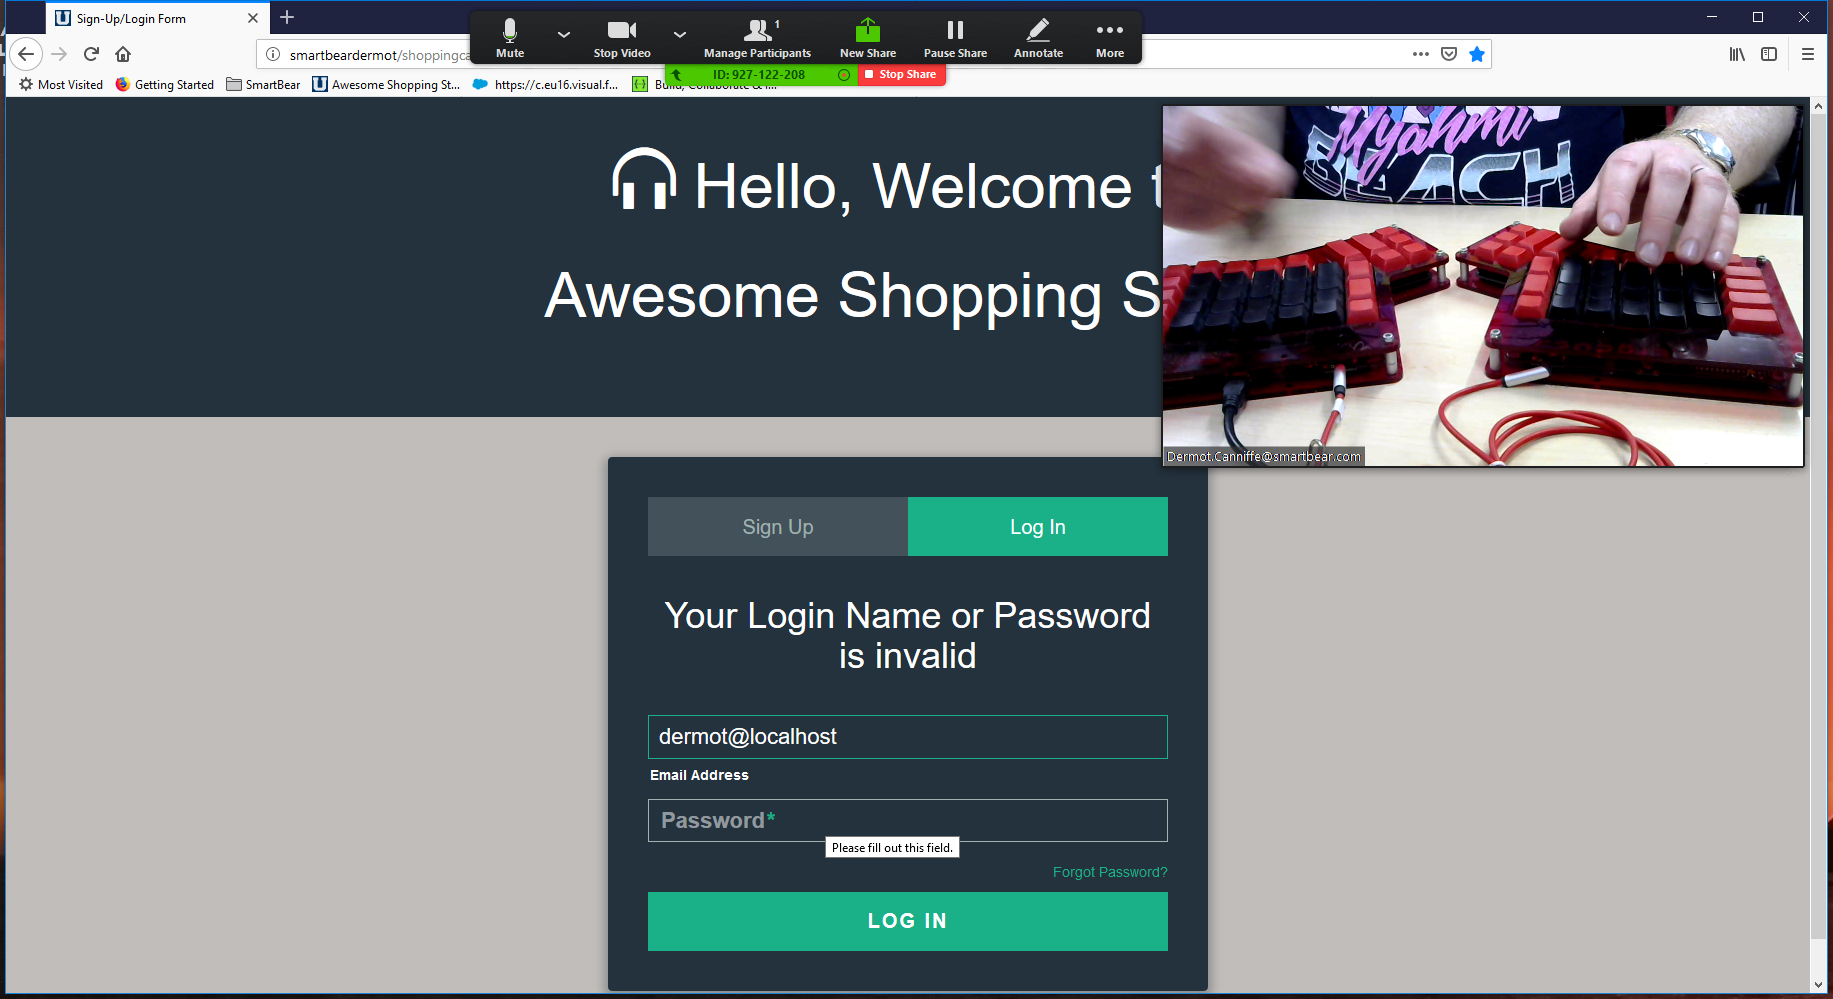 Sign-Up/Login Form
Mute
Stop Video
Manage Participants
1
New Share
Pause Share
Annotate
More
smartbeardermot/shoppingca
ID: 927-122-208
Stop Share
Most Visited
Getting Started
SmartBear
Awesome Shopping St...
https://c.eu16.visual.f...
Build, Collaborate & I...
Hello, Welcome t
Awesome Shopping S
Myahmi
BEACH
Dermot.Canniffe@smartbear.com
Sign Up
Log In
Your Login Name or Password
is invalid
dermot@localhost
Email Address
Password*
Please fill out this field.
Forgot Password?
LOG IN